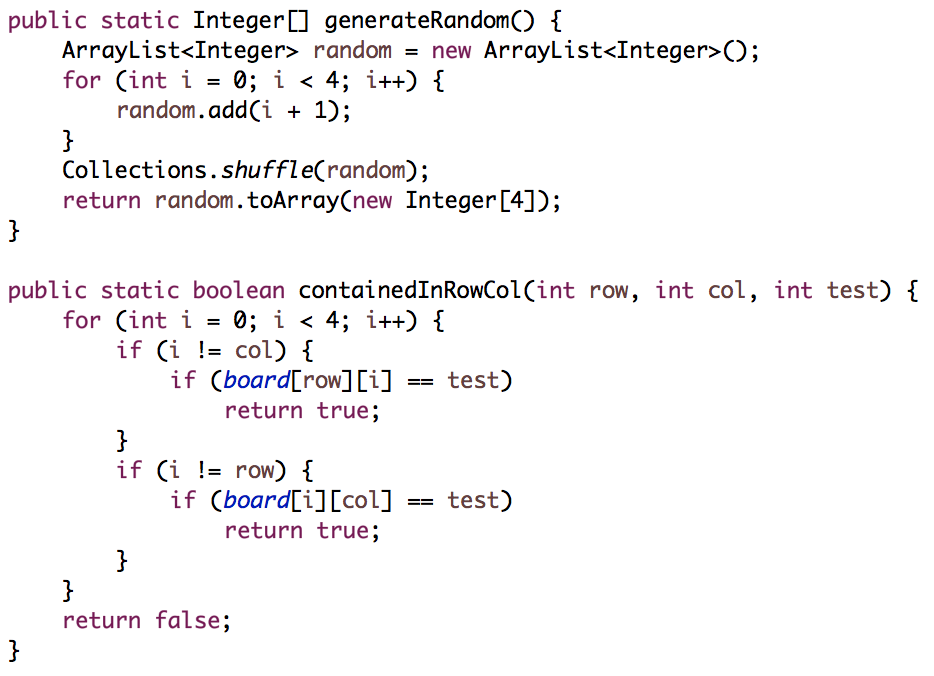 public static Integer[] generateRandom() {
    ArrayList<Integer> random = new ArrayList<Integer>();
    for (int i = 0; i < 4; i++) {
        random.add(i + 1);
    }
    Collections.shuffle(random);
    return random.toArray(new Integer[4]);
}

public static boolean containedInRowCol(int row, int col, int test) {
    for (int i = 0; i < 4; i++) {
        if (i != col) {
            if (board[row][i] == test)
                return true;
        }
        if (i != row) {
            if (board[i][col] == test)
                return true;
        }
    }
    return false;
}